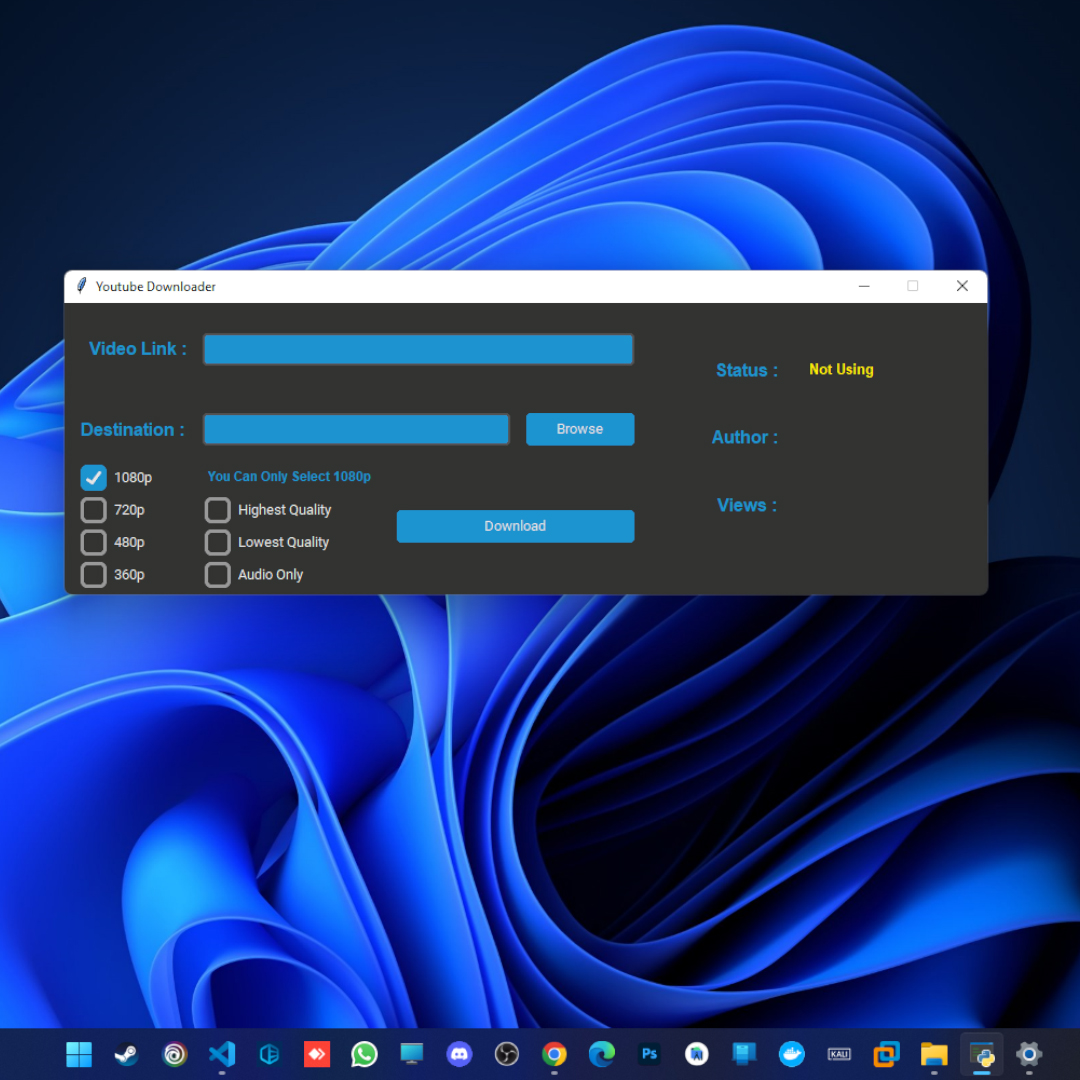 Youtube Downloader
Video Link :
Status :
Not Using
Destination :
Browse
Author :
1080p
You Can Only Select 1080p
720p
Highest Quality
Views :
Download
480p
Lowest Quality
360p
Audio Only
Ps
KALI